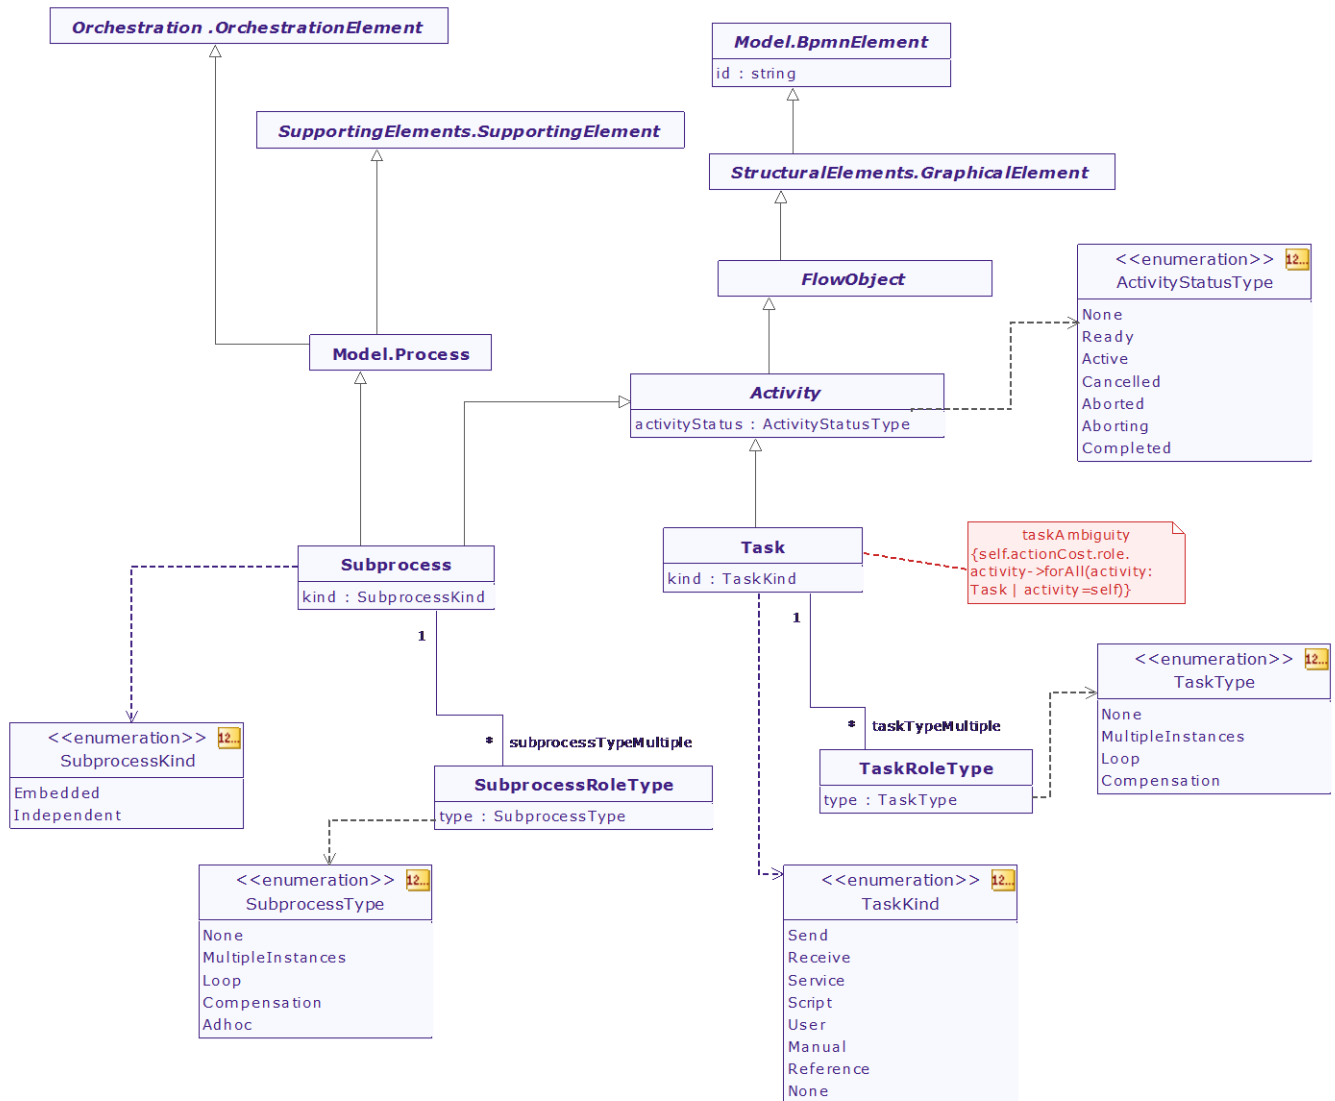 Orchestration .OrchestrationElement
Model.BpmnElement
id : string
SupportingElements.SupportingElement
StructuralElements.GraphicalElement
FlowObject
<<enumeration>>
12...
ActivityStatusType
None
Ready
Active
Cancelled
Aborted
Aborting
Completed
Model.Process
Activity
activityStatus : ActivityStatusType
Subprocess
kind : SubprocessKind
Task
kind : TaskKind
taskAmbiguity
{self.actionCost.role.
activity->forAll(activity:
Task | activity=self)}
1
1
<<enumeration>>
12...
TaskType
None
MultipleInstances
Loop
Compensation
* taskTypeMultiple
TaskRoleType
type : TaskType
<<enumeration>>
12...
SubprocessKind
Embedded
Independent
* subprocessTypeMultiple
SubprocessRoleType
type : SubprocessType
<<enumeration>>
12...
SubprocessType
None
MultipleInstances
Loop
Compensation
Adhoc
<<enumeration>>
12...
TaskKind
Send
Receive
Service
Script
User
Manual
Reference
None